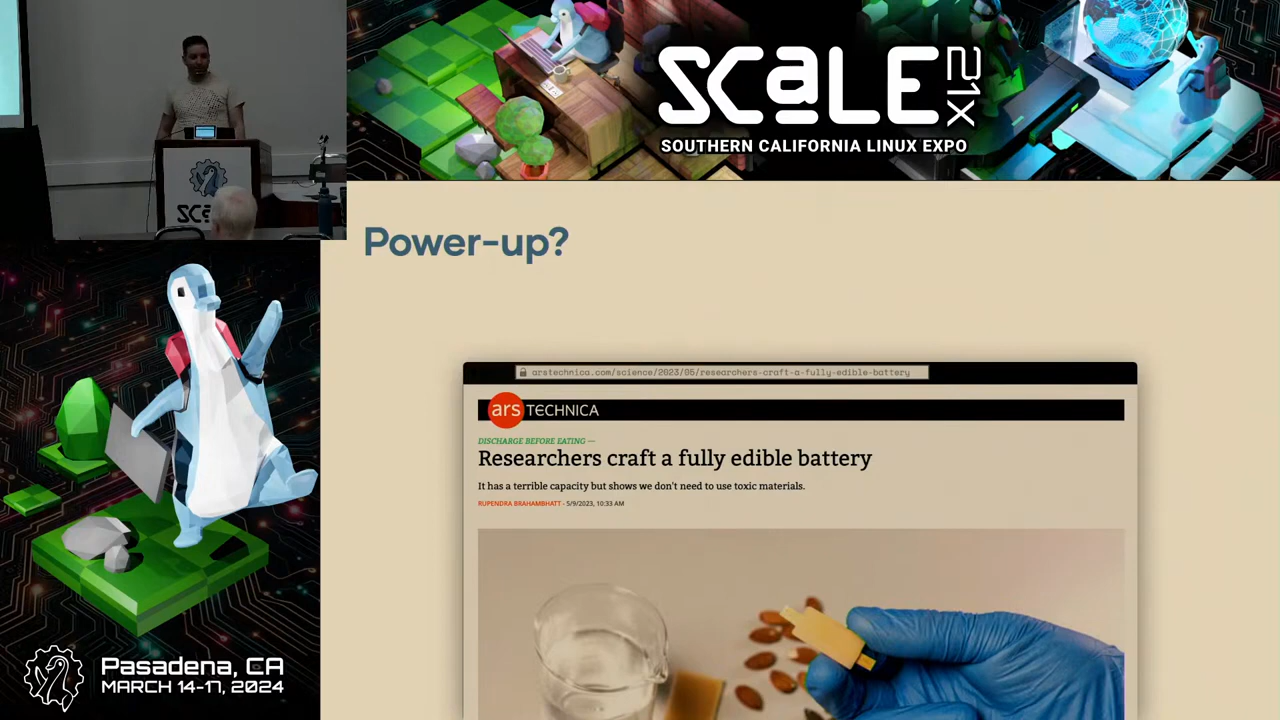 SCaLE 21X
SOUTHERN CALIFORNIA LINUX EXPO
SCa
Power-up?
arstechnica.com/science/2023/05/researchers-craft-a-fully-edible-battery
ars TECHNICA
DISCHARGE BEFORE EATING —
Researchers craft a fully edible battery
It has a terrible capacity but shows we don't need to use toxic materials.
RUPENDRA BRAHAMBHATT - 5/9/2023, 10:33 AM
Pasadena, CA
MARCH 14-17, 2024